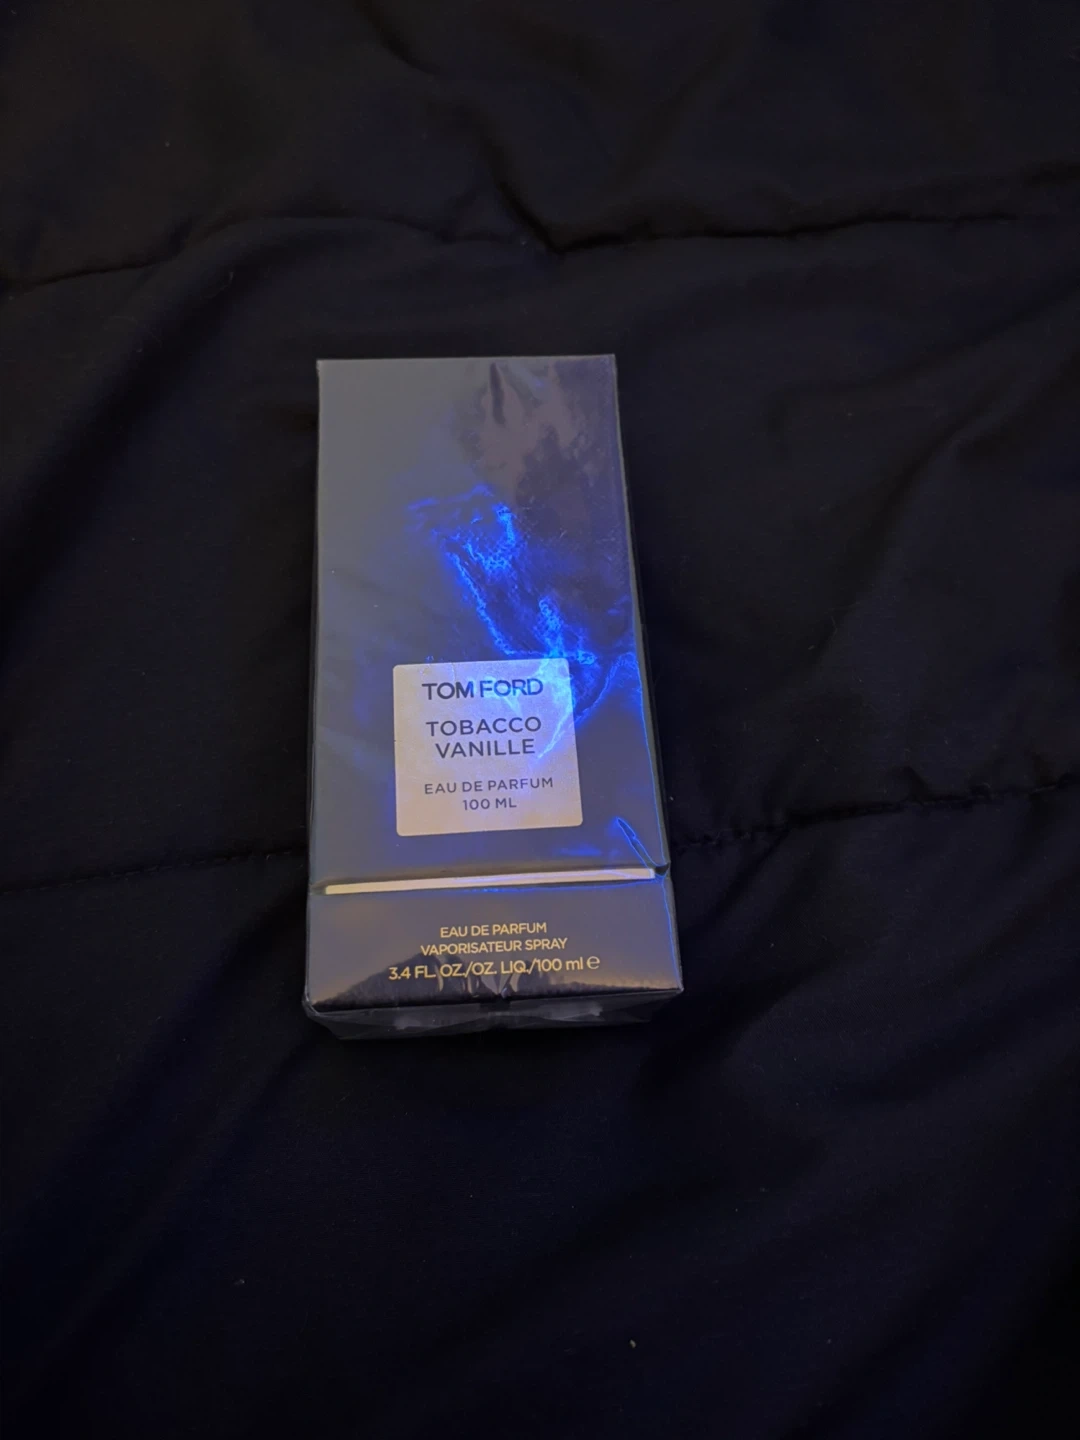 TOM FORD
TOBACCO
VANILLE
EAU DE PARFUM
100 ML
EAU DE PARFUM
VAPORISATEUR SPRAY
3.4 FL. OZ./OZ. LIQ./100 ml ℮